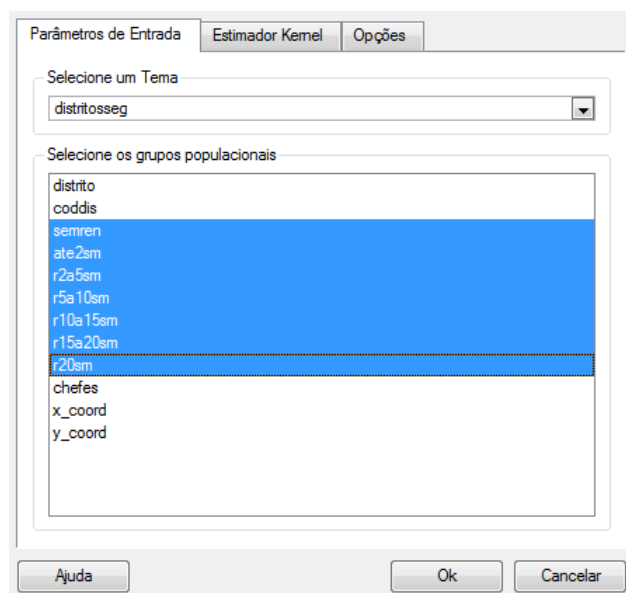 Parâmetros de Entrada Estimador Kernel Opções
Selecione um Tema
distritosseg
Selecione os grupos populacionais
distrito
coddis
semren
ate2sm
r2a5sm
r5a10sm
r10a15sm
r15a20sm
r20sm
chefes
x_coord
y_coord
Ajuda Ok Cancelar